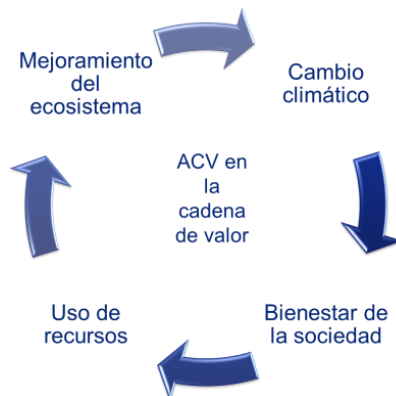 Mejoramiento
del
ecosistema
Cambio
climático
ACV en
la
cadena
de valor
Uso de
recursos
Bienestar de
la sociedad